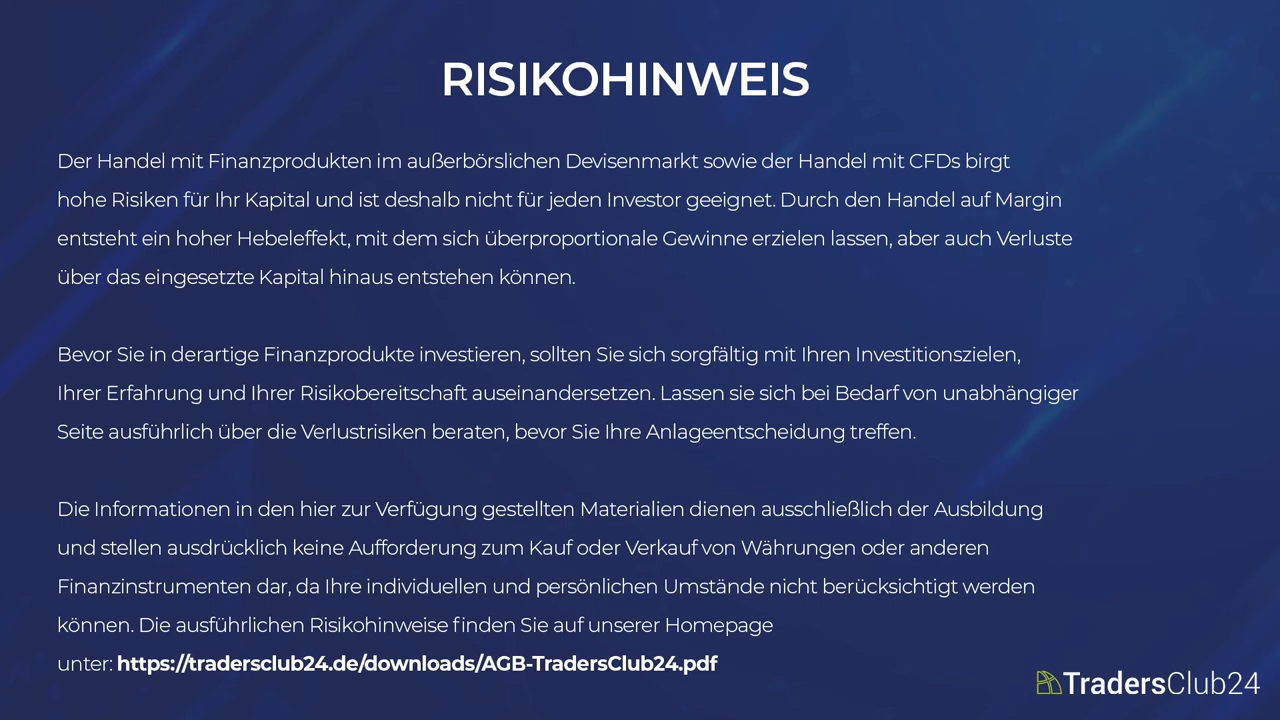 RISIKOHINWEIS
Der Handel mit Finanzprodukten im außerbörslichen Devisenmarkt sowie der Handel mit CFDs birgt
hohe Risiken für Ihr Kapital und ist deshalb nicht für jeden Investor geeignet. Durch den Handel auf Margin
entsteht ein hoher Hebeleffekt, mit dem sich überproportionale Gewinne erzielen lassen, aber auch Verluste
über das eingesetzte Kapital hinaus entstehen können.
Bevor Sie in derartige Finanzprodukte investieren, sollten Sie sich sorgfältig mit Ihren Investitionszielen,
Ihrer Erfahrung und Ihrer Risikobereitschaft auseinandersetzen. Lassen sie sich bei Bedarf von unabhängiger
Seite ausführlich über die Verlustrisiken beraten, bevor Sie Ihre Anlageentscheidung treffen.
Die Informationen in den hier zur Verfügung gestellten Materialien dienen ausschließlich der Ausbildung
und stellen ausdrücklich keine Aufforderung zum Kauf oder Verkauf von Währungen oder anderen
Finanzinstrumenten dar, da Ihre individuellen und persönlichen Umstände nicht berücksichtigt werden
können. Die ausführlichen Risikohinweise finden Sie auf unserer Homepage
unter: https://tradersclub24.de/downloads/AGB-TradersClub24.pdf
TradersClub24